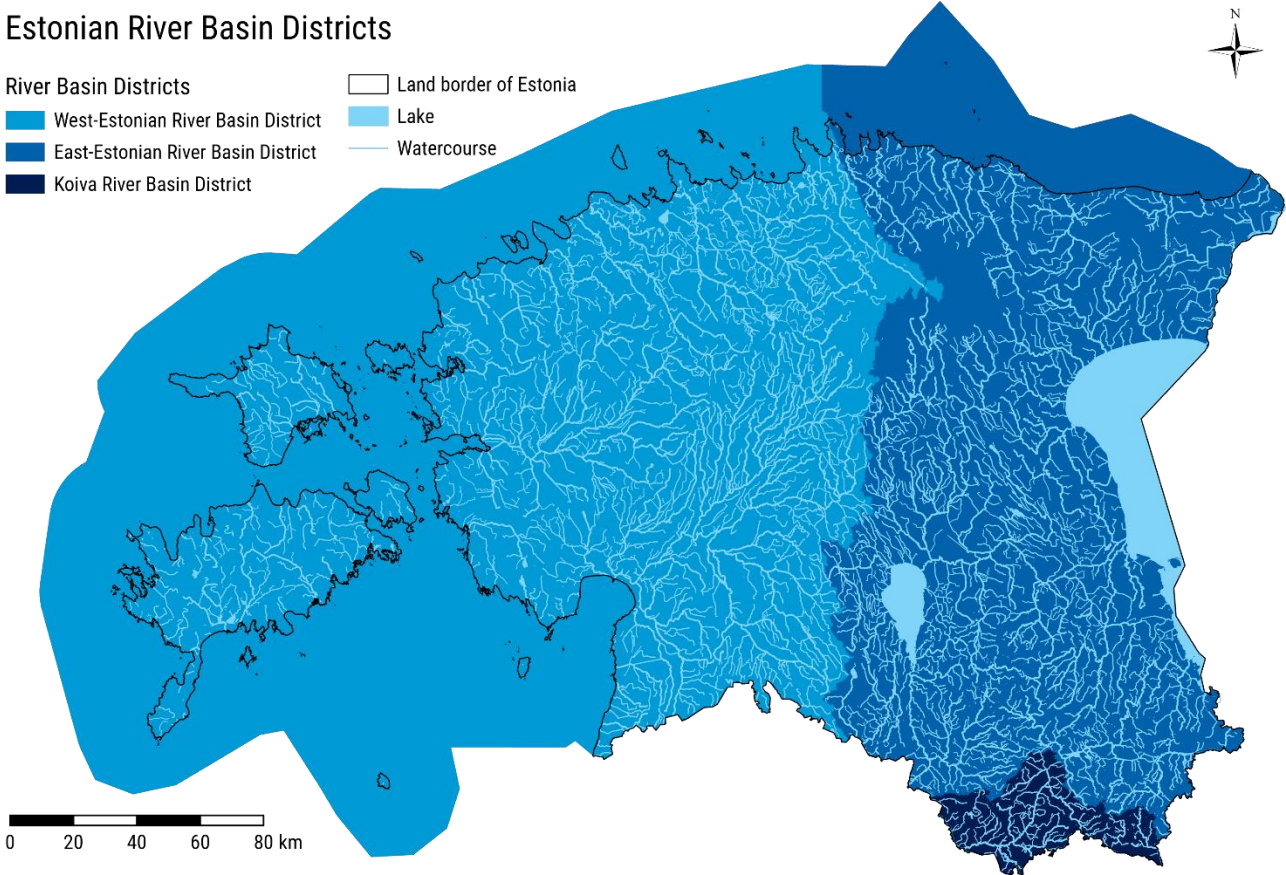 Estonian River Basin Districts
River Basin Districts
West-Estonian River Basin District
East-Estonian River Basin District
Koiva River Basin District
Land border of Estonia
Lake
Watercourse
N
0 20 40 60 80 km